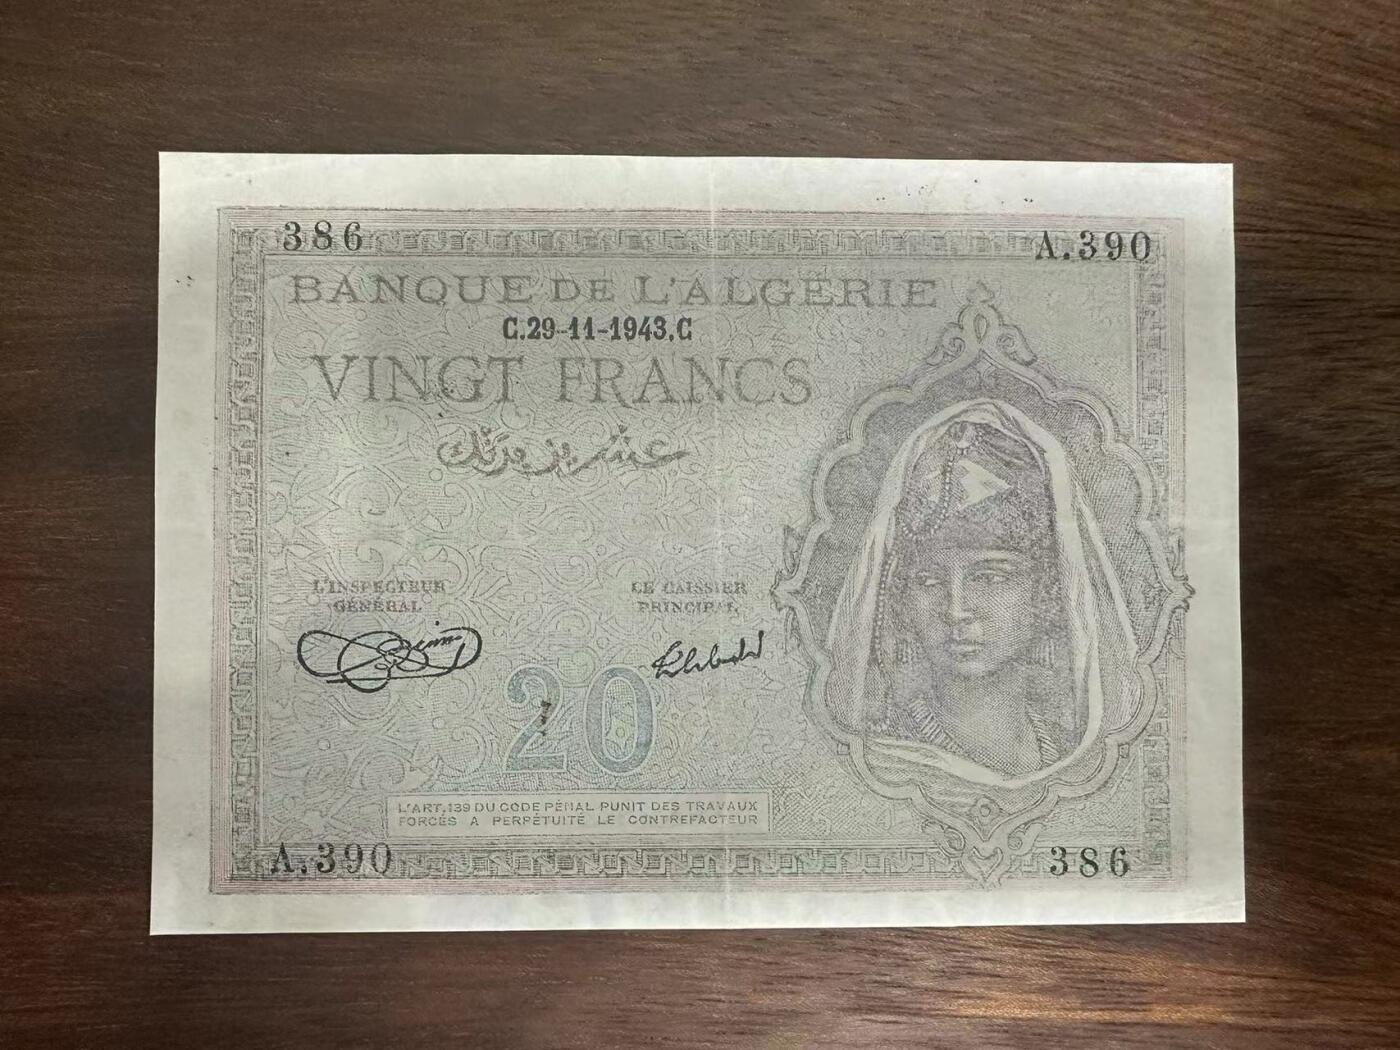 386
A.390
BANQUE DE L'ALGERIE
C.29-11-1943.C
VINGT FRANCS
عشرين فرنك
L'INSPECTEUR
GÉNÉRAL
LE CAISSIER
PRINCIPAL
20
L'ART.139 DU CODE PÉNAL PUNIT DES TRAVAUX
FORCÉS A PERPÉTUITÉ LE CONTREFACTEUR
A.390
386